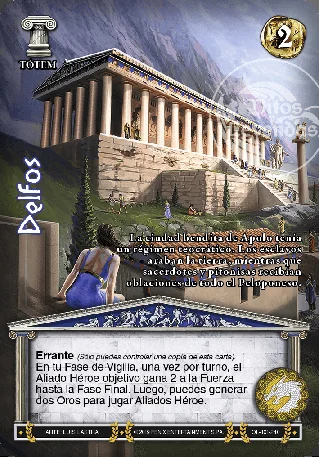 2
TÓTEM
Delfos
La ciudad bendita de Apolo tenía
un régimen teocrático. Los esclavos
araban la tierra, mientras que
sacerdotes y pitonisas recibían
oblaciones de todo el Peloponeso.
Errante (Sólo puedes controlar una copia de esta carta).
En tu Fase de Vigilia, una vez por turno, el
Aliado Héroe objetivo gana 2 a la Fuerza
hasta la Fase Final. Luego, puedes generar
dos Oros para jugar Aliados Héroe.